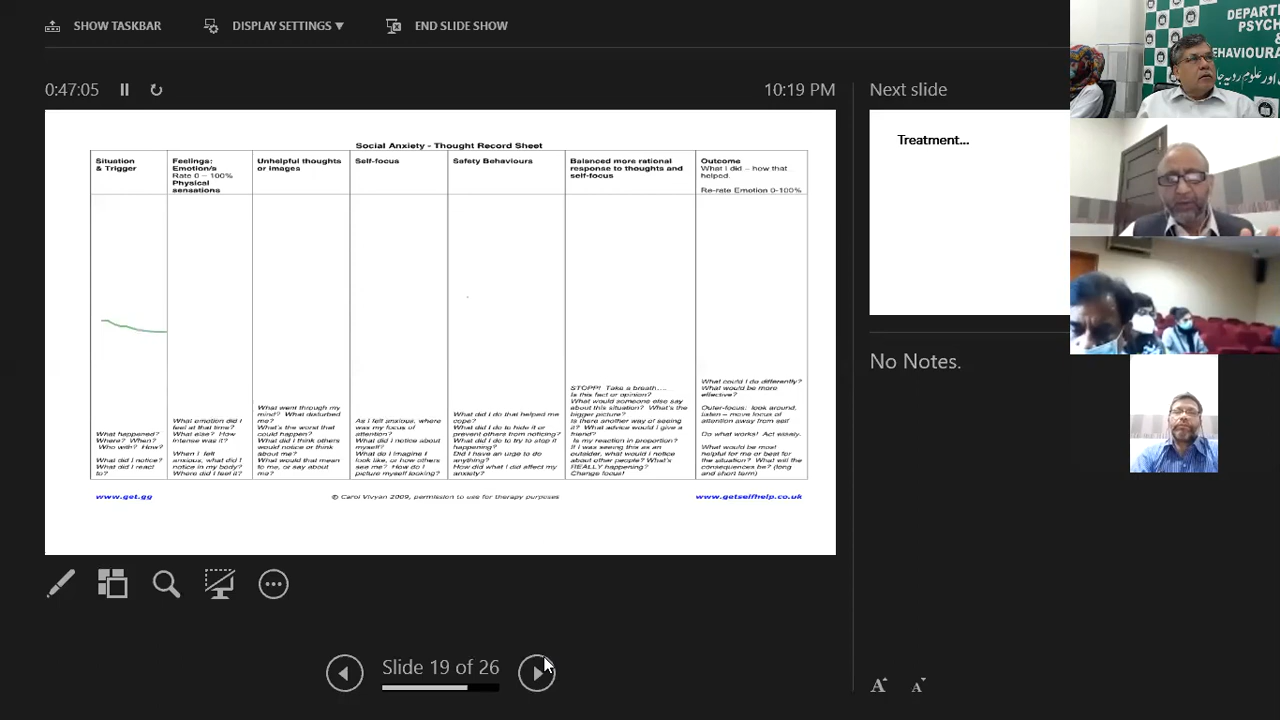 SHOW TASKBAR
DISPLAY SETTINGS ▼
END SLIDE SHOW
0:47:05
10:19 PM
Social Anxiety - Thought Record Sheet
Situation
& Trigger
Feelings:
Emotion/s
Rate 0 – 100%
Physical
sensations
Unhelpful thoughts
or images
Self-focus
Safety Behaviours
Balanced more rational
response to thoughts and
self-focus
Outcome
What I did – how that
helped.
Re-rate Emotion 0-100%
What happened?
Where? When?
Who with? How?
What did I notice?
What did I react
to?
What emotion did I
feel at that time?
What else? How
intense was it?
When I felt
anxious, what did I
notice in my body?
Where did I feel it?
What went through my
mind? What disturbed
me?
What's the worst that
could happen?
What did I think others
would notice or think
about me?
What would that mean
to me, or say about
me?
As I felt anxious, where
was my focus of
attention?
What did I notice about
myself?
What do I imagine I
look like, or how others
see me? How do I
picture myself looking?
What did I do that helped me
cope?
What did I do to hide it or
prevent others from noticing?
What did I do to try to stop it
happening?
Did I have an urge to do
anything?
How did what I did affect my
anxiety?
STOPP! Take a breath....
Is this fact or opinion?
What would someone else say
about this situation? What's the
bigger picture?
Is there another way of seeing
it? What advice would I give a
friend?
Is my reaction in proportion?
If I was seeing this as an
outsider, what would I notice
about other people? What's
REALLY happening?
Change focus!
What could I do differently?
What would be more
effective?
Outer-focus: look around,
listen – move focus of
attention away from self
Do what works! Act wisely.
What would be most
helpful for me or best for
the situation? What will the
consequences be? (long
and short term)
www.get.gg
© Carol Vivyan 2009, permission to use for therapy purposes
www.getselfhelp.co.uk
Slide 19 of 26
Next slide
Treatment...
No Notes.
A
A
DEPART
PSYCH
&
EHAVIOURA